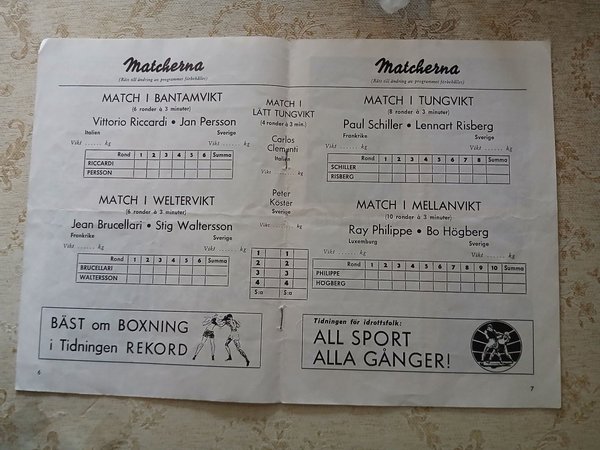 Matcherna
(Rätt till ändring av programmet förbehålles)
MATCH I BANTAMVIKT
(6 ronder à 3 minuter)
Vittorio Riccardi • Jan Persson
Italien Sverige
Vikt ...... kg Vikt ...... kg
Rond 1 2 3 4 5 6 Summa
RICCARDI
PERSSON
MATCH I WELTERVIKT
(6 ronder à 3 minuter)
Jean Brucellari • Stig Waltersson
Frankrike Sverige
Vikt ...... kg Vikt ...... kg
Rond 1 2 3 4 5 6 Summa
BRUCELLARI
WALTERSSON
BÄST om BOXNING
i Tidningen REKORD
6
MATCH I
LÄTT TUNGVIKT
(4 ronder à 3 min.)
Carlos
Clementi
Italien
Vikt ...... kg
Peter
Köster
Sverige
Vikt ...... kg
1 1
2 2
3 3
4 4
S:a S:a
Matcherna
(Rätt till ändring av programmet förbehålles)
MATCH I TUNGVIKT
(8 ronder à 3 minuter)
Paul Schiller • Lennart Risberg
Frankrike Sverige
Vikt ...... kg Vikt ...... kg
Rond 1 2 3 4 5 6 7 8 Summa
SCHILLER
RISBERG
MATCH I MELLANVIKT
(10 ronder à 3 minuter)
Ray Philippe • Bo Högberg
Luxemburg Sverige
Vikt ...... kg Vikt ...... kg
Rond 1 2 3 4 5 6 7 8 9 10 Summa
PHILIPPE
HÖGBERG
Tidningen för idrottsfolk:
ALL SPORT
ALLA GÅNGER!
7